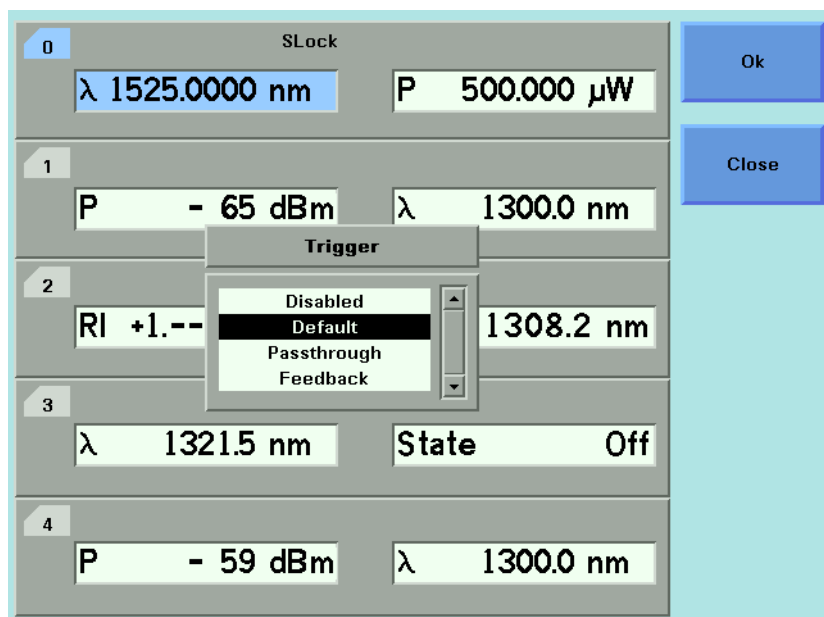 0 SLock
λ 1525.0000 nm P 500.000 µW
Ok
1
P - 65 dBm λ 1300.0 nm
Close
Trigger
2
Disabled
Default
Passthrough
Feedback
RI +1.-- 1308.2 nm
3
λ 1321.5 nm State Off
4
P - 59 dBm λ 1300.0 nm